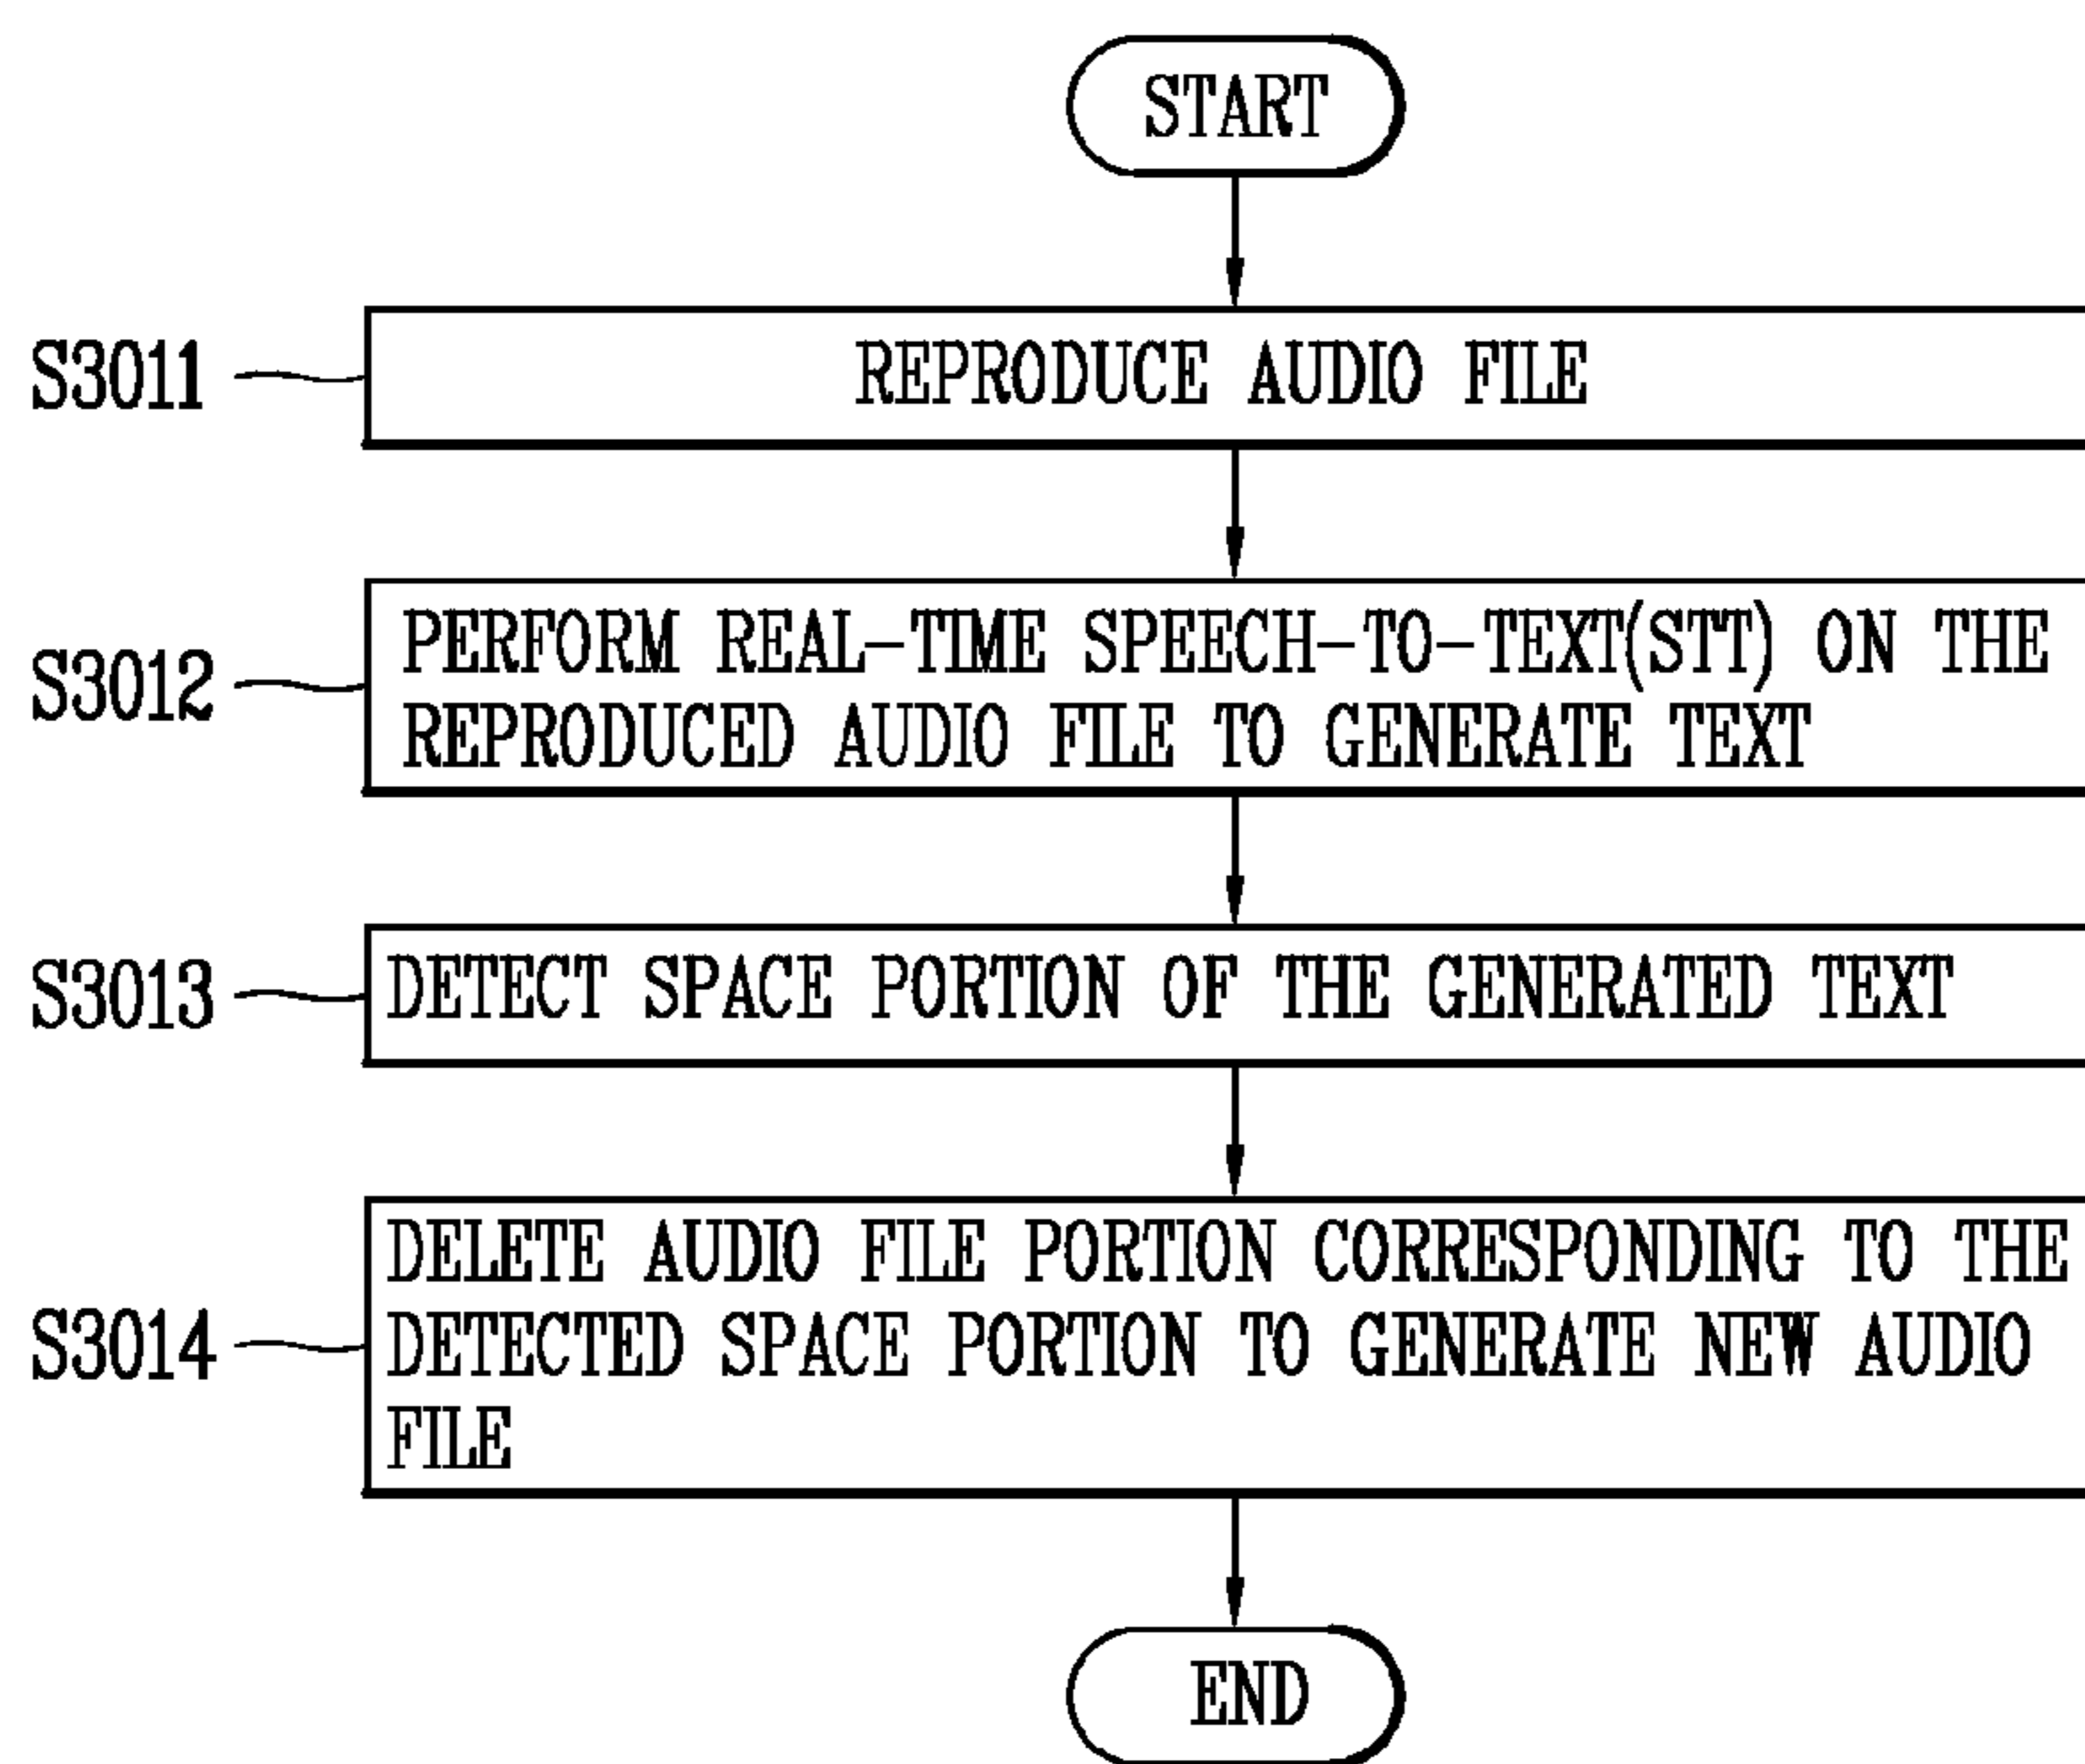 START
S3011
REPRODUCE AUDIO FILE
S3012
PERFORM REAL-TIME SPEECH-TO-TEXT(STT) ON THE
REPRODUCED AUDIO FILE TO GENERATE TEXT
S3013
DETECT SPACE PORTION OF THE GENERATED TEXT
S3014
DELETE AUDIO FILE PORTION CORRESPONDING TO THE
DETECTED SPACE PORTION TO GENERATE NEW AUDIO
FILE
END